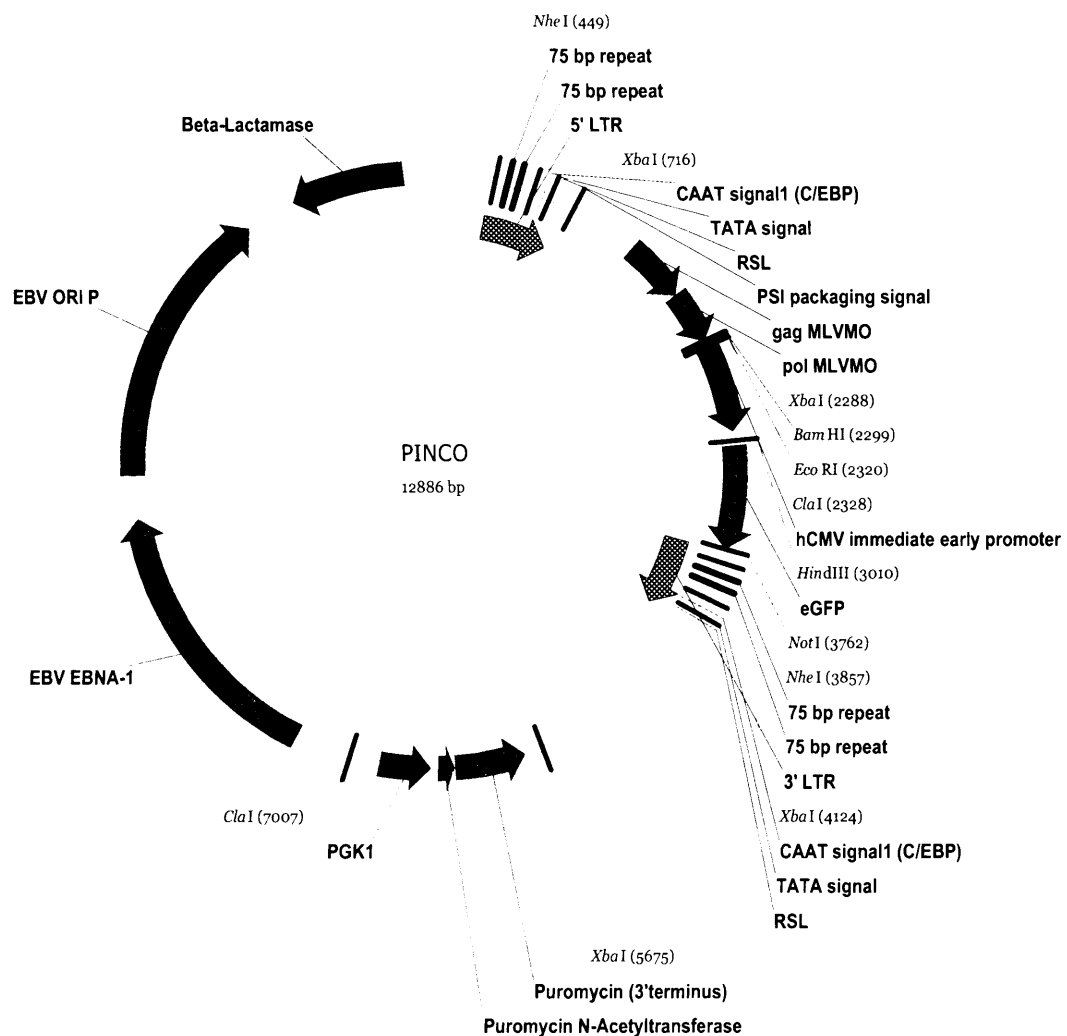 NheI (449)
75 bp repeat
75 bp repeat
5' LTR
Beta-Lactamase
XbaI (716)
CAAT signal1 (C/EBP)
TATA signal
RSL
PSI packaging signal
EBV ORI P
gag MLVMO
pol MLVMO
XbaI (2288)
BamHI (2299)
PINCO
EcoRI (2320)
12886 bp
ClaI (2328)
hCMV immediate early promoter
HindIII (3010)
eGFP
NotI (3762)
EBV EBNA-1
NheI (3857)
75 bp repeat
75 bp repeat
3' LTR
ClaI (7007)
XbaI (4124)
PGK1
CAAT signal1 (C/EBP)
TATA signal
RSL
XbaI (5675)
Puromycin (3'terminus)
Puromycin N-Acetyltransferase